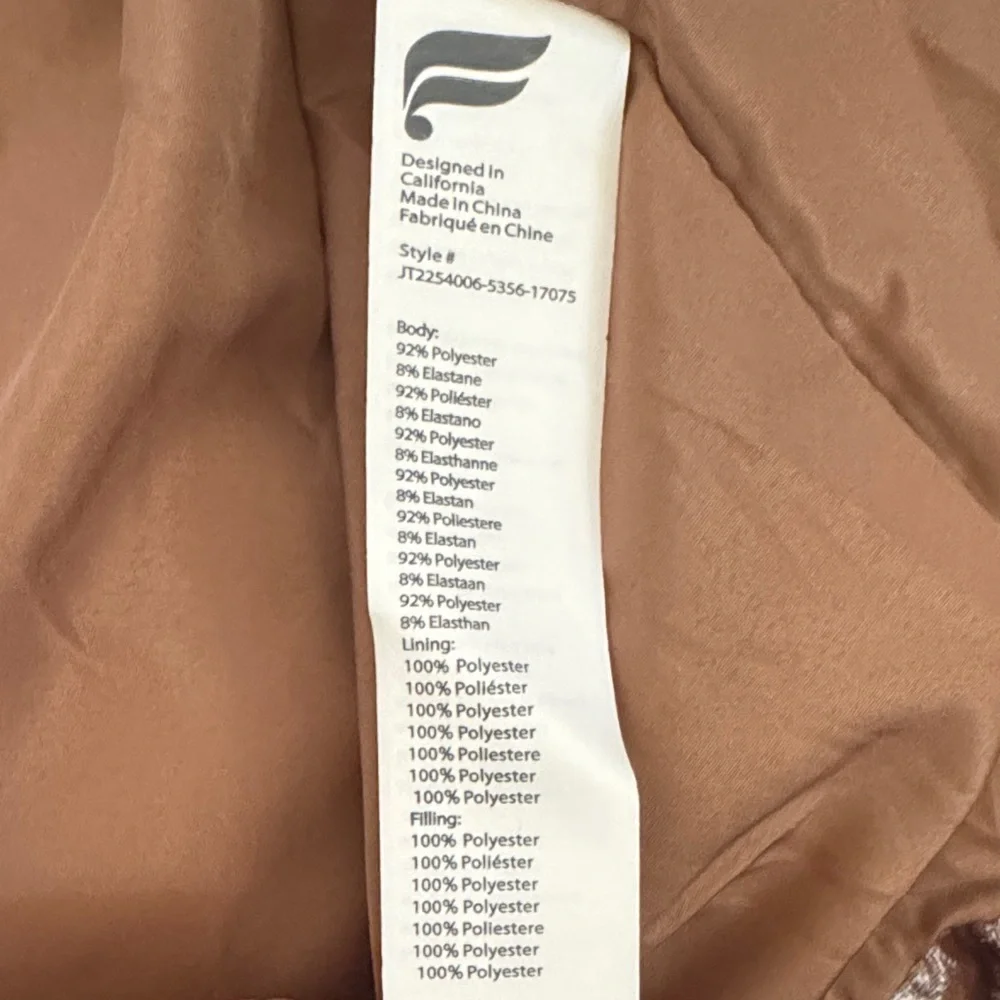 Designed in
California
Made in China
Fabriqué en Chine
Style #
JT2254006-5356-17075
Body:
92% Polyester
8% Elastane
92% Poliéster
8% Elastano
92% Polyester
8% Elasthanne
92% Polyester
8% Elastan
92% Poliestere
8% Elastan
92% Polyester
8% Elastaan
92% Polyester
8% Elasthan
Lining:
100% Polyester
100% Poliéster
100% Polyester
100% Polyester
100% Poliestere
100% Polyester
100% Polyester
Filling:
100% Polyester
100% Poliéster
100% Polyester
100% Polyester
100% Poliestere
100% Polyester
100% Polyester